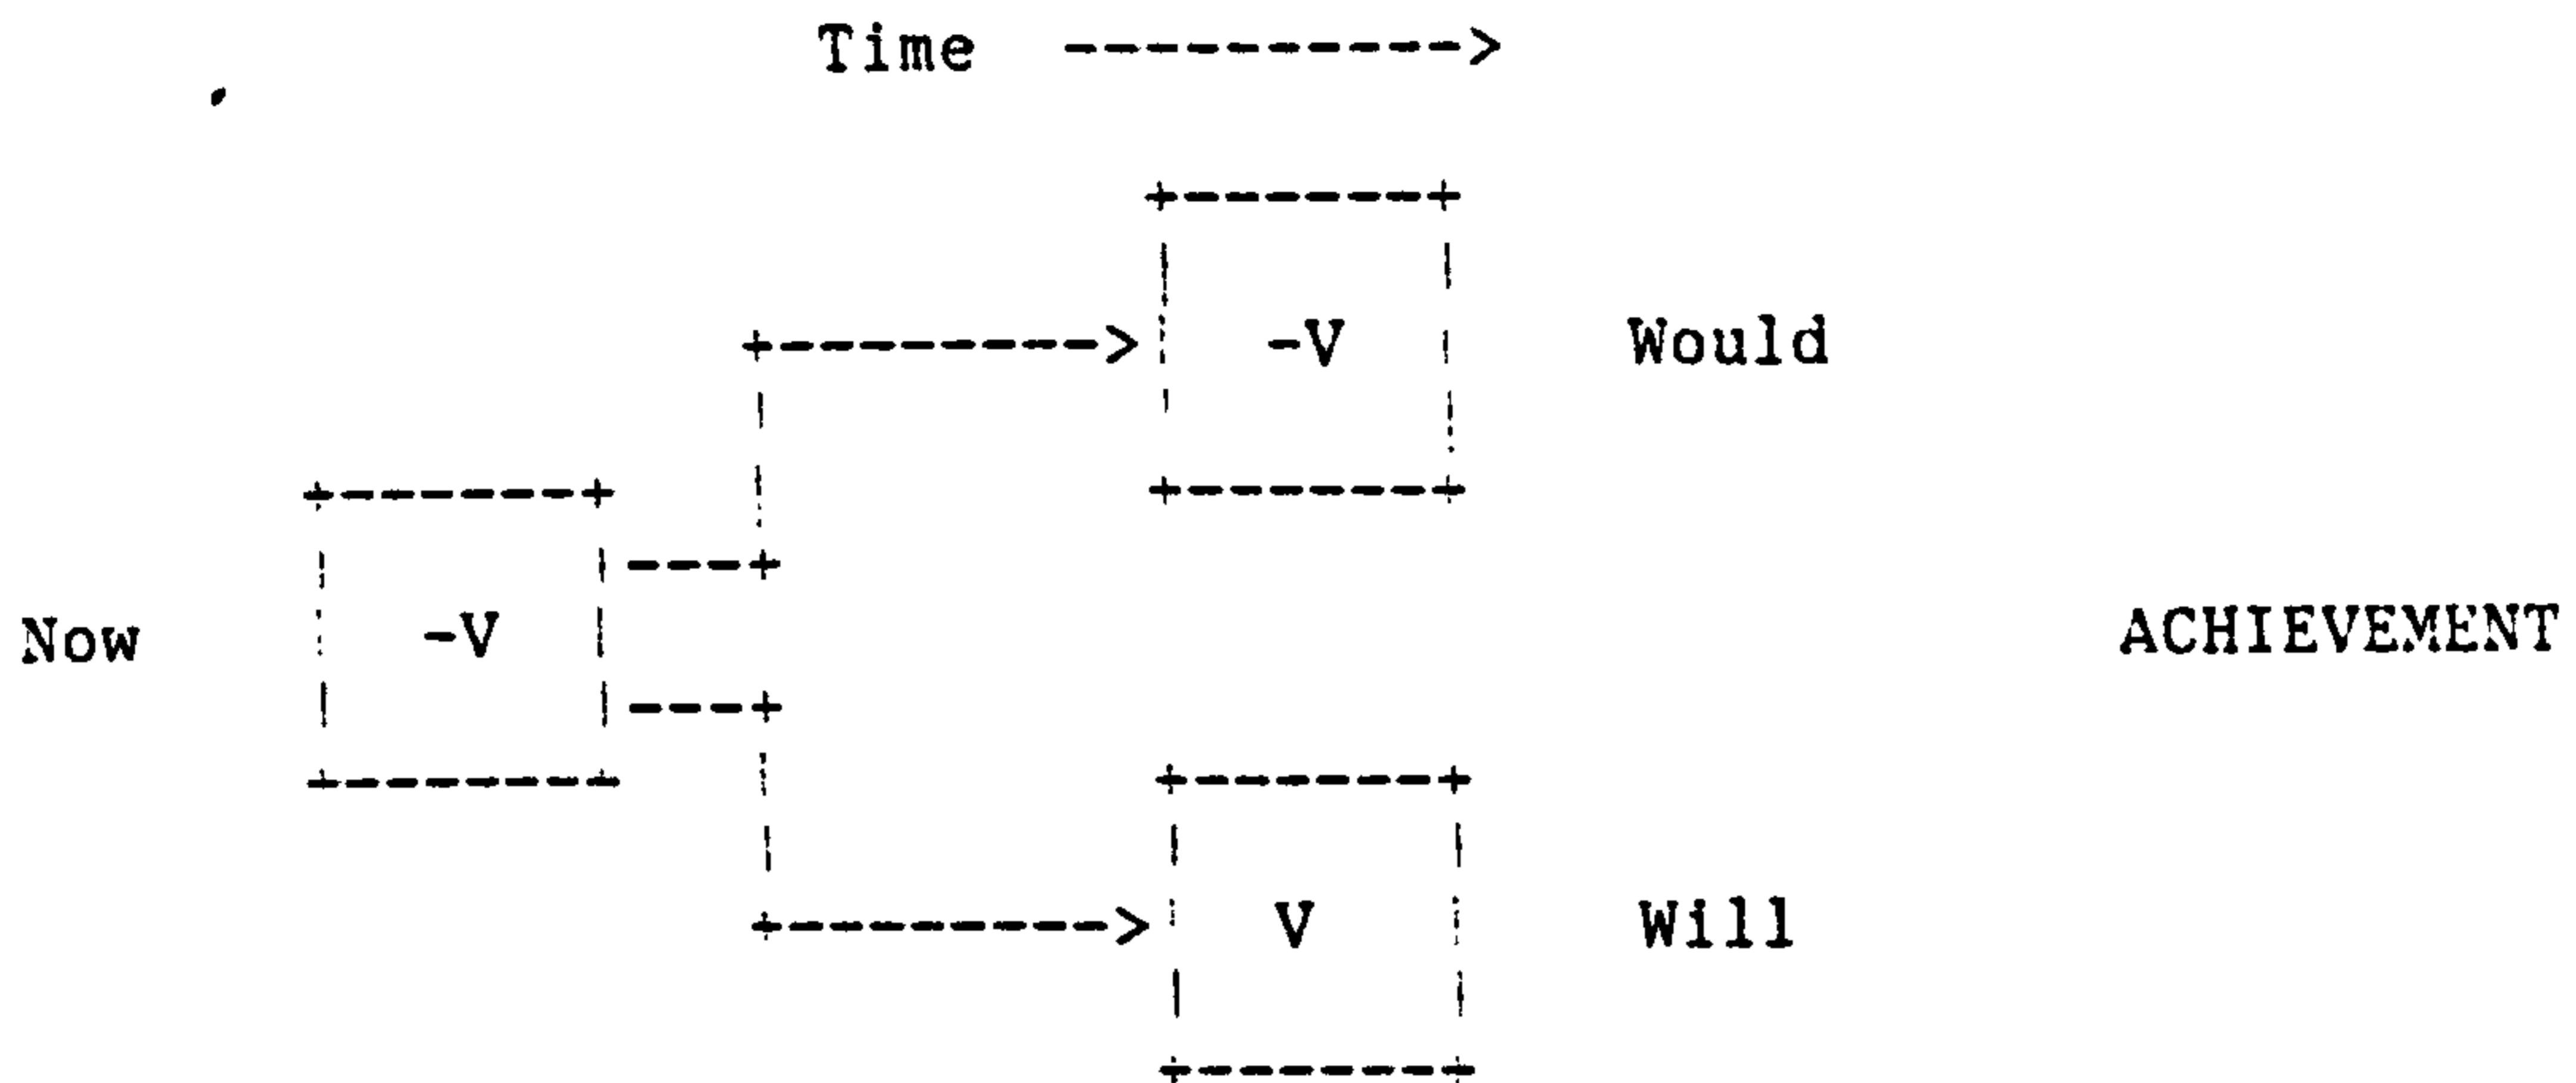 Time ---------->
-V Would
Now -V ACHIEVEMENT
V Will